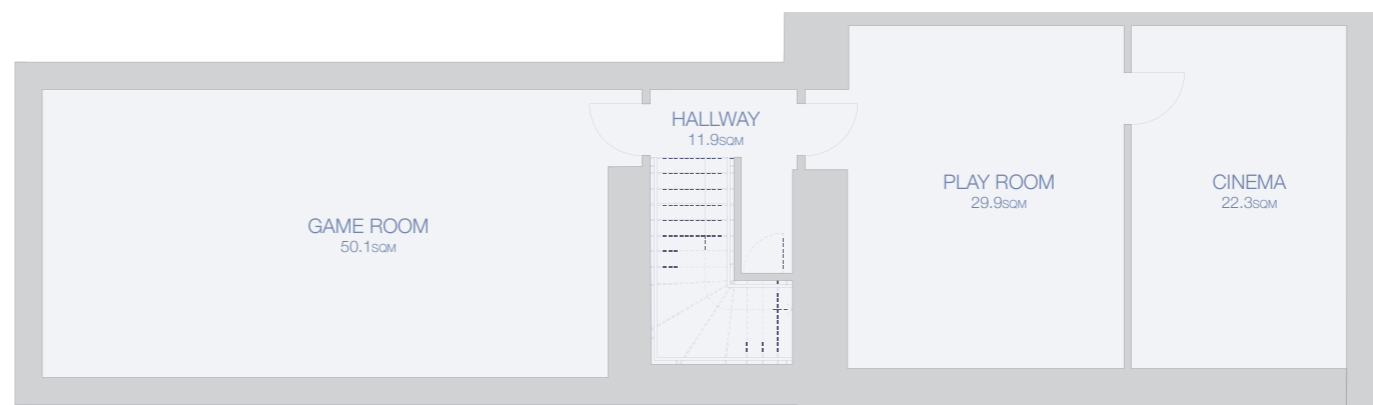 HALLWAY
11.9SQM
PLAY ROOM
29.9SQM
CINEMA
22.3SQM
GAME ROOM
50.1SQM